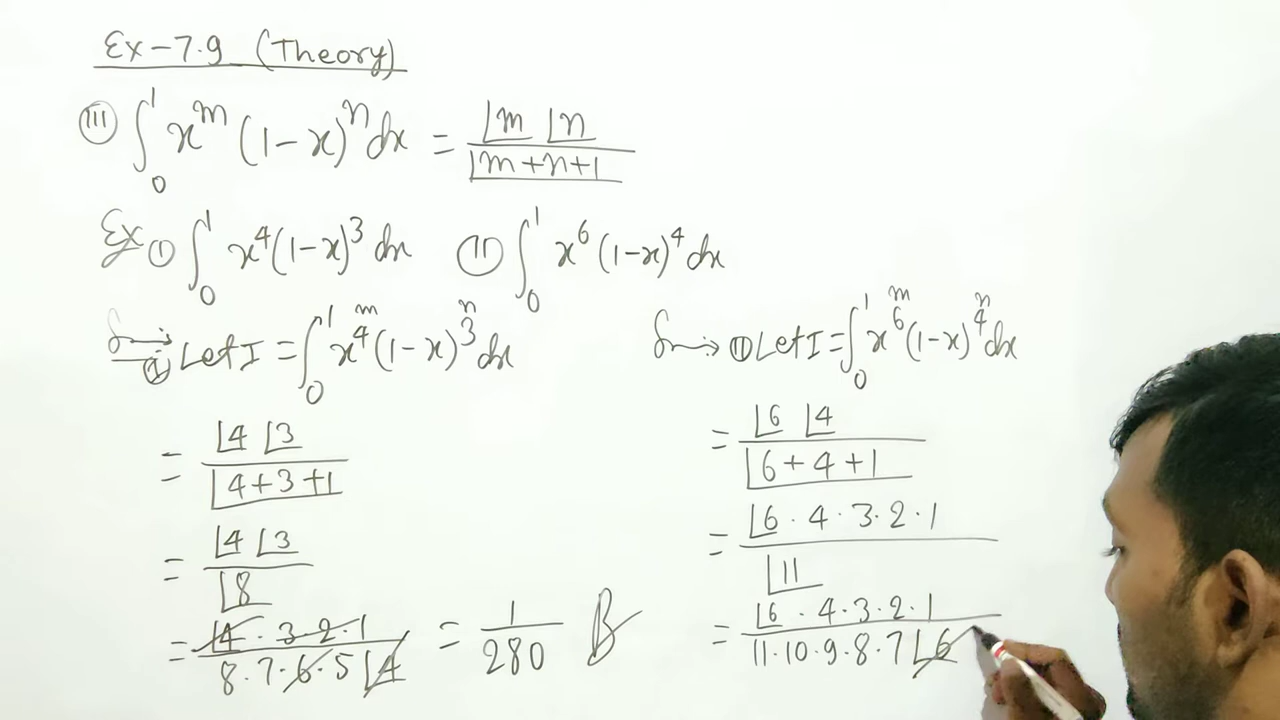 Ex-7.9 (Theory)
(III) ∫₀¹ x^m (1-x)^n dx = ⌊m ⌊n / ⌊m+n+1
Ex (I) ∫₀¹ x⁴(1-x)³ dx (II) ∫₀¹ x⁶(1-x)⁴ dx
(I) Let I = ∫₀¹ x⁴(1-x)³ dx
m n
= ⌊4 ⌊3 / ⌊4+3+1
= ⌊4 ⌊3 / ⌊8
= ⌊4 · 3·2·1 / 8·7·6·5⌊4 = 1/280
(II) Let I = ∫₀¹ x⁶(1-x)⁴ dx
m n
= ⌊6 ⌊4 / ⌊6+4+1
= ⌊6 · 4·3·2·1 / ⌊11
= ⌊6 · 4·3·2·1 / 11·10·9·8·7⌊6